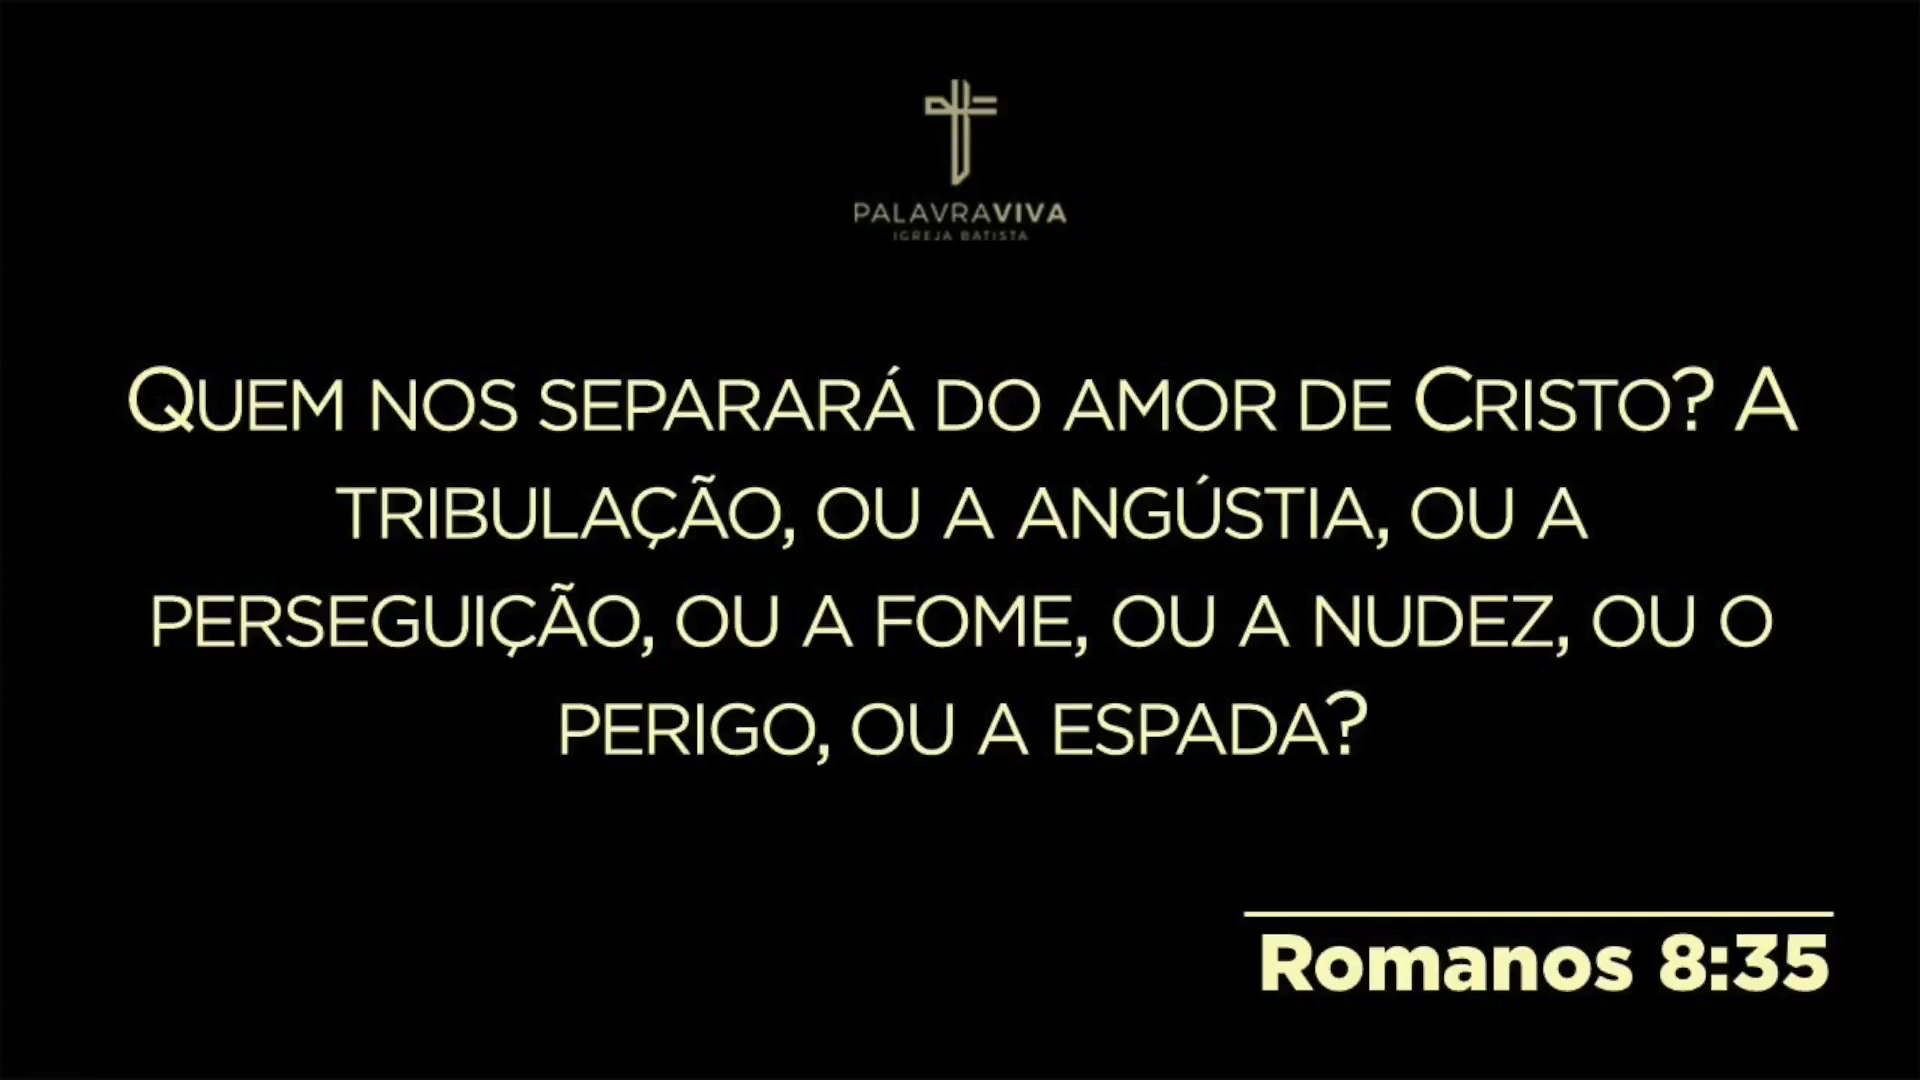 PALAVRAVIVA
IGREJA BATISTA
Quem nos separará do amor de Cristo? A
tribulação, ou a angústia, ou a
perseguição, ou a fome, ou a nudez, ou o
perigo, ou a espada?
Romanos 8:35